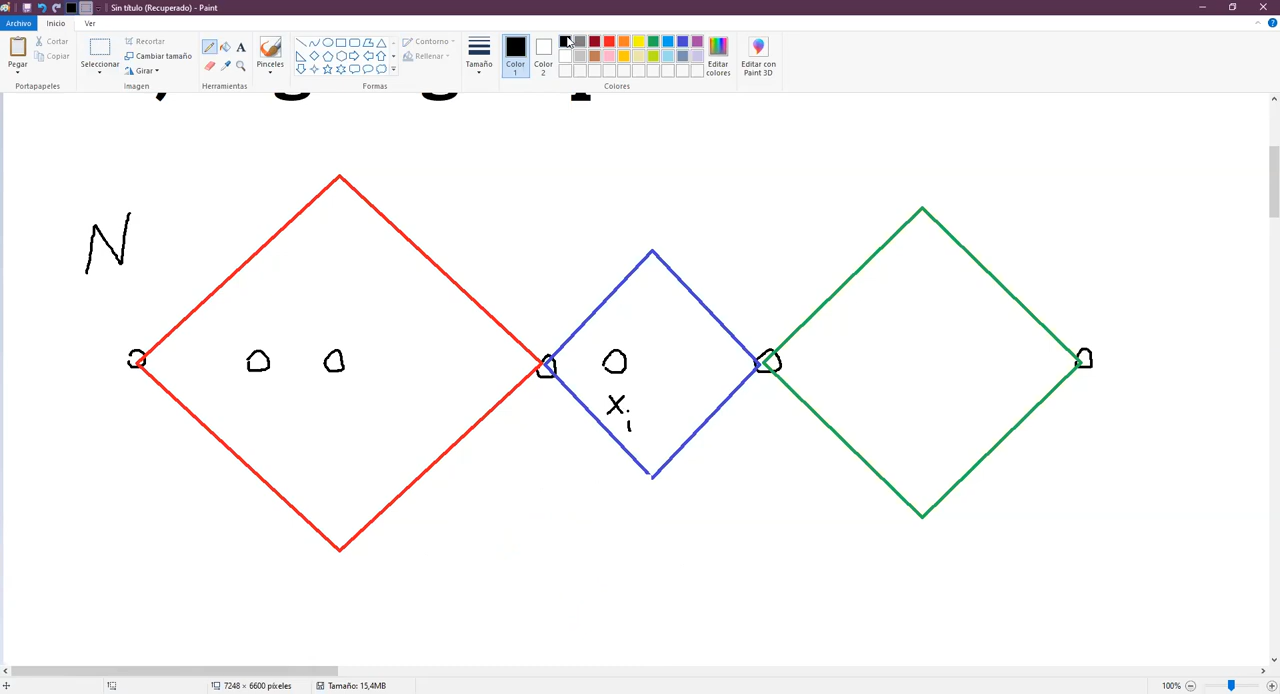 Sin título (Recuperado) - Paint
Archivo Inicio Ver
Pegar
Cortar
Copiar
Portapapeles
Seleccionar
Recortar
Cambiar tamaño
Girar
Imagen
A
Herramientas
Pinceles
Contorno
Rellenar
Formas
Tamaño
Color 1
Color 2
Editar colores
Colores
Editar con Paint 3D
N
x i
7248 × 6600 píxeles
Tamaño: 15,4MB
100%